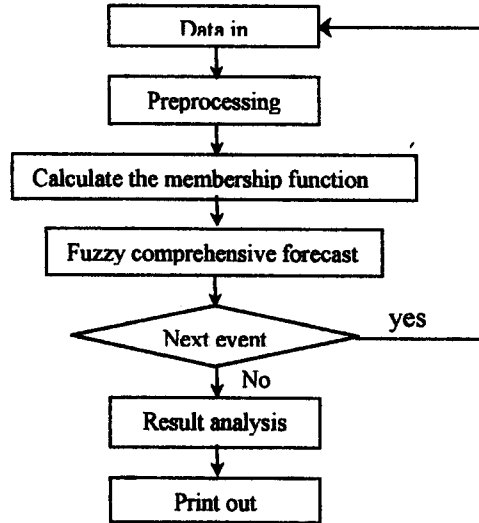 Data in
Preprocessing
Calculate the membership function
Fuzzy comprehensive forecast
Next event
yes
No
Result analysis
Print out